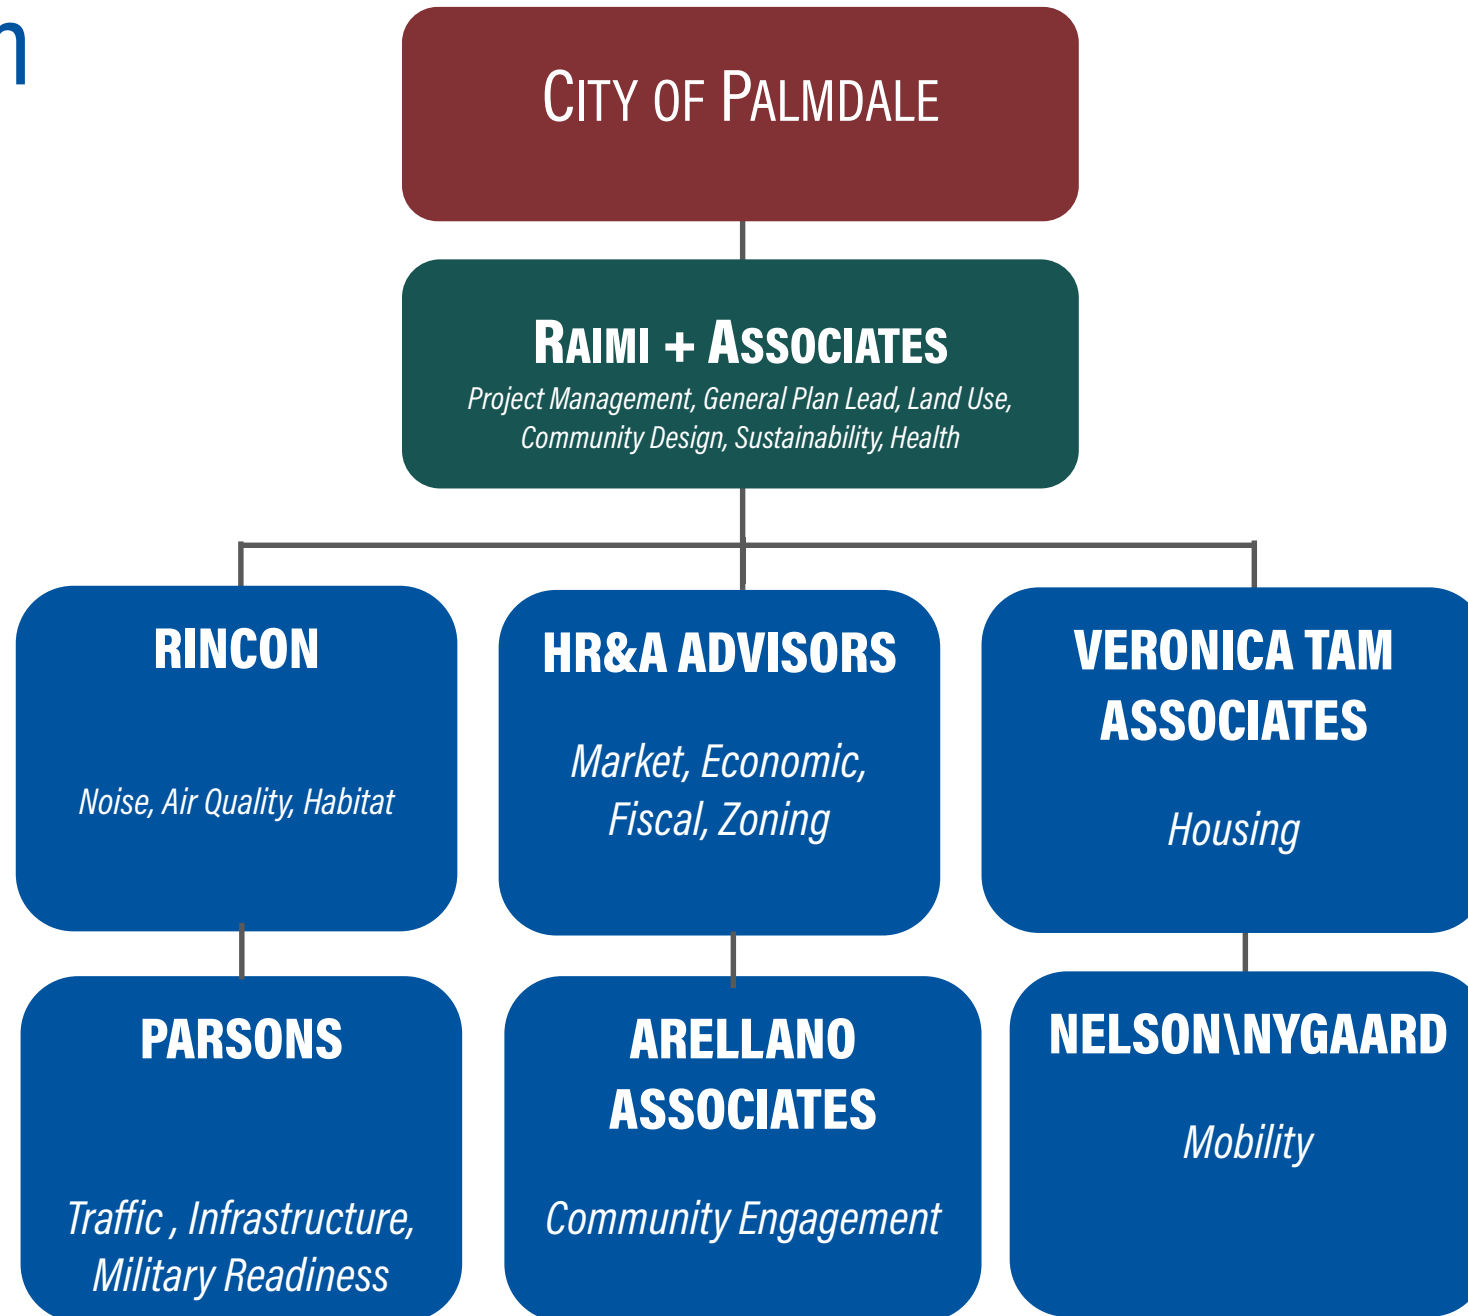 CITY OF PALMDALE
RAIMI + ASSOCIATES
Project Management, General Plan Lead, Land Use,
Community Design, Sustainability, Health
RINCON
Noise, Air Quality, Habitat
HR&A ADVISORS
Market, Economic,
Fiscal, Zoning
VERONICA TAM
ASSOCIATES
Housing
PARSONS
Traffic , Infrastructure,
Military Readiness
ARELLANO
ASSOCIATES
Community Engagement
NELSON\NYGAARD
Mobility